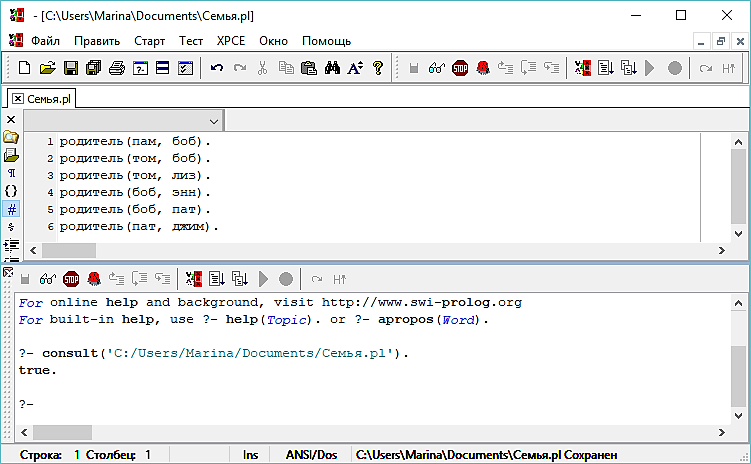 - [C:\Users\Marina\Documents\Семья.pl]
Файл Править Старт Тест XPCE Окно Помощь
Семья.pl
1 родитель(пам, боб).
2 родитель(том, боб).
3 родитель(том, лиз).
4 родитель(боб, энн).
5 родитель(боб, пат).
6 родитель(пат, джим).
For online help and background, visit http://www.swi-prolog.org
For built-in help, use ?- help(Topic). or ?- apropos(Word).
?- consult('C:/Users/Marina/Documents/Семья.pl').
true.
?-
Строка: 1 Столбец: 1 Ins ANSI/Dos C:\Users\Marina\Documents\Семья.pl Сохранен